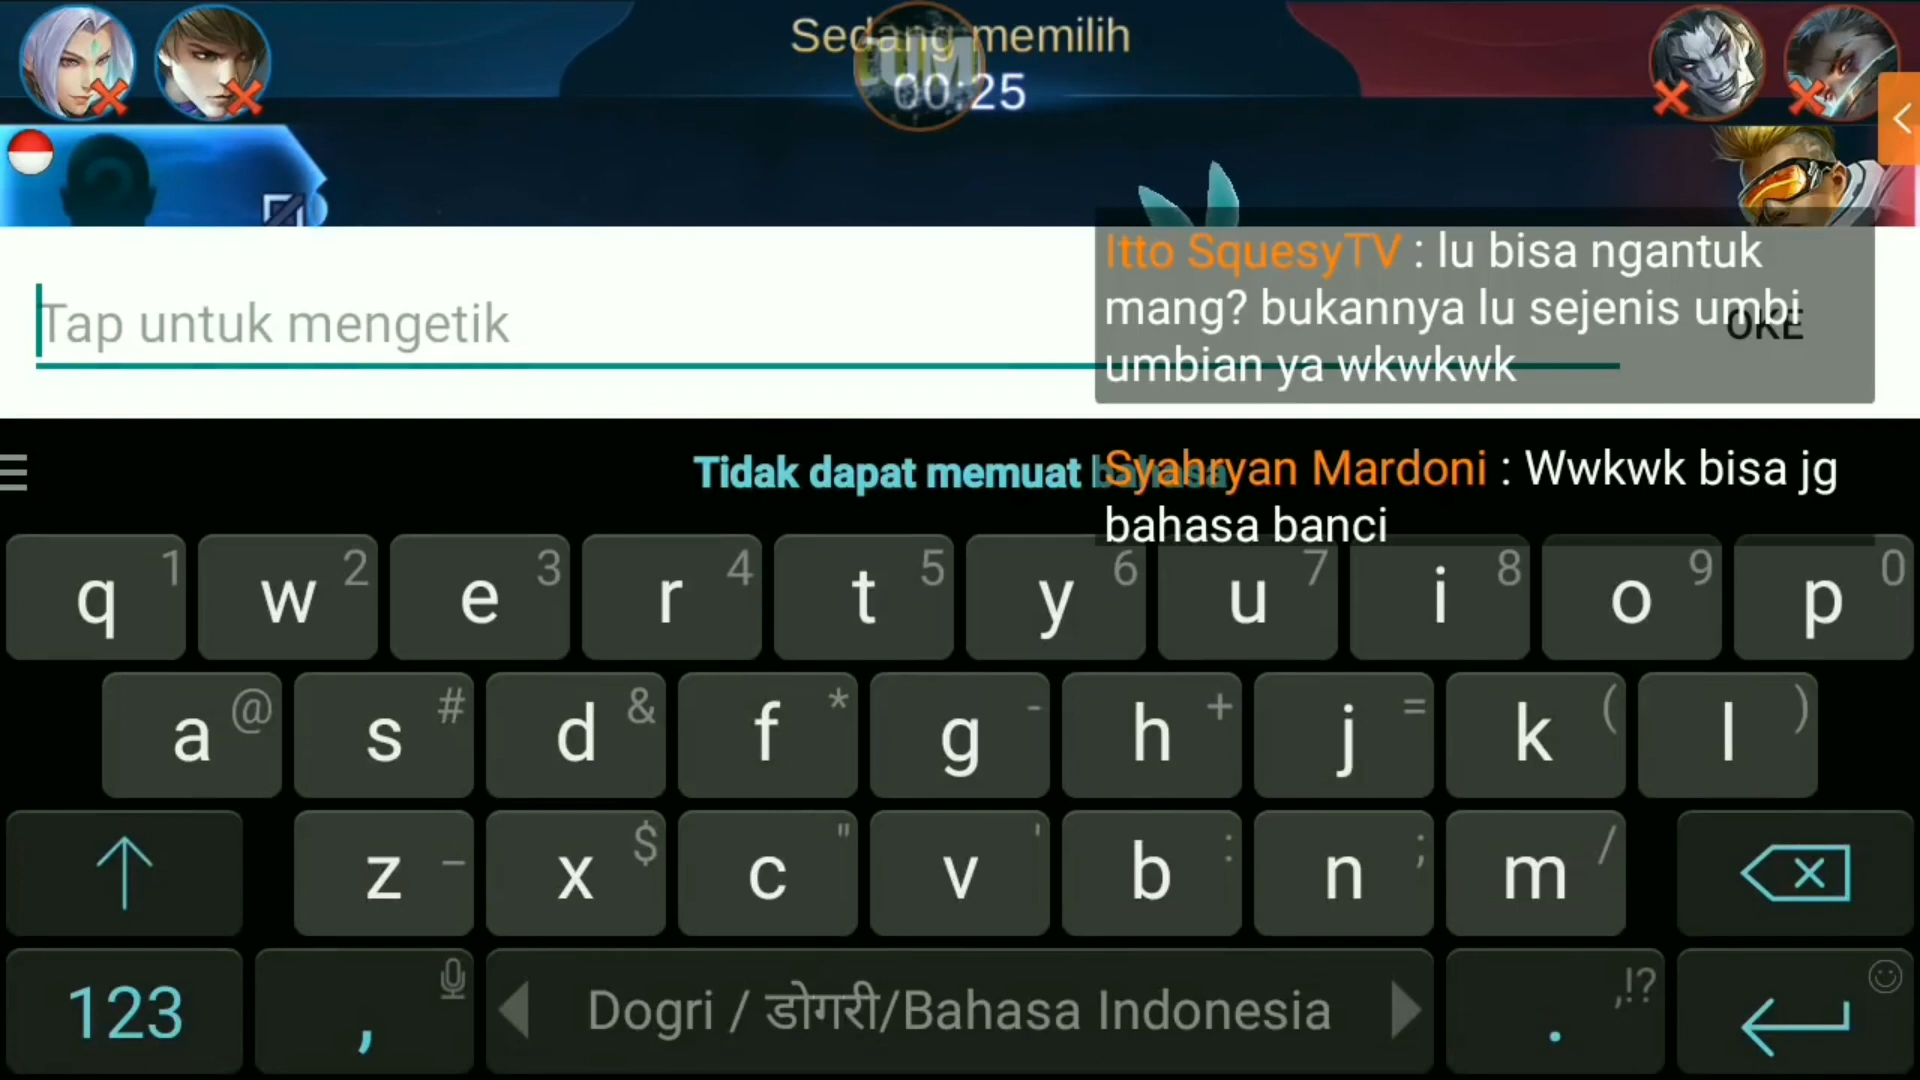 Sedang memilih
00:25
Itto SquesyTV : lu bisa ngantuk
mang? bukannya lu sejenis umbi
umbian ya wkwkwk
Tap untuk mengetik
OKE
Tidak dapat memuat bahasa
Syahryan Mardoni : Wwkwk bisa jg
bahasa banci
q 1 w 2 e 3 r 4 t 5 y 6 u 7 i 8 o 9 p 0
a @ s # d & f * g - h + j = k ( l )
z _ x $ c " v ' b : n ; m /
123 , Dogri / डोगरी/Bahasa Indonesia . ,!?